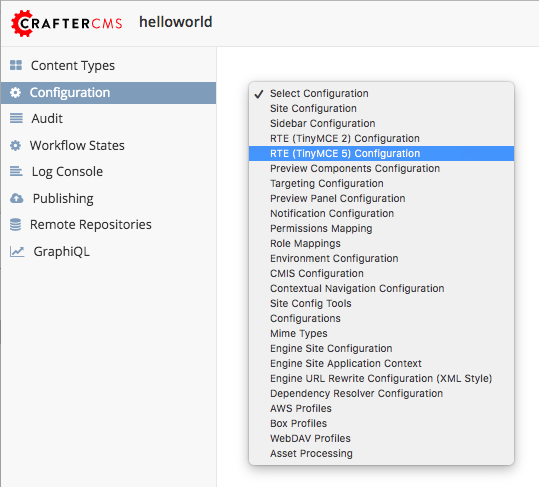 CRAFTERCMS helloworld
Content Types
Configuration
Audit
Workflow States
Log Console
Publishing
Remote Repositories
GraphiQL
Select Configuration
Site Configuration
Sidebar Configuration
RTE (TinyMCE 2) Configuration
RTE (TinyMCE 5) Configuration
Preview Components Configuration
Targeting Configuration
Preview Panel Configuration
Notification Configuration
Permissions Mapping
Role Mappings
Environment Configuration
CMIS Configuration
Contextual Navigation Configuration
Site Config Tools
Configurations
Mime Types
Engine Site Configuration
Engine Site Application Context
Engine URL Rewrite Configuration (XML Style)
Dependency Resolver Configuration
AWS Profiles
Box Profiles
WebDAV Profiles
Asset Processing